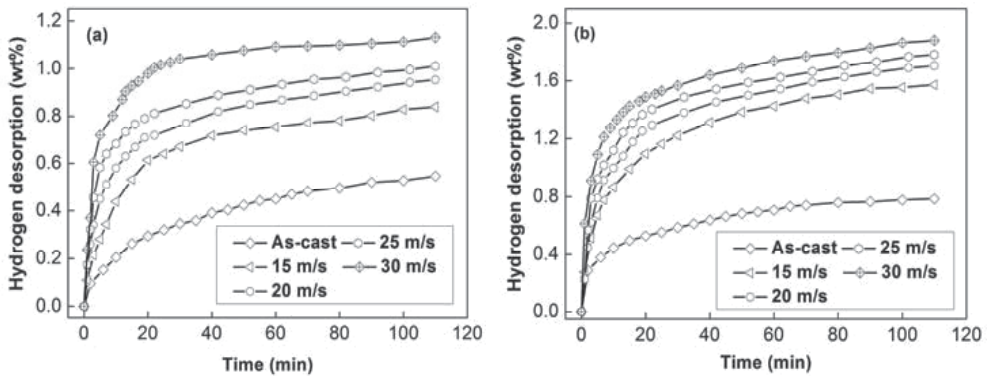 (a)
Hydrogen desorption (wt%)
1.2
1.0
0.8
0.6
0.4
0.2
0.0
As-cast
25 m/s
15 m/s
30 m/s
20 m/s
0 20 40 60 80 100 120
Time (min)
(b)
Hydrogen desorption (wt%)
2.0
1.6
1.2
0.8
0.4
0.0
As-cast
25 m/s
15 m/s
30 m/s
20 m/s
0 20 40 60 80 100 120
Time (min)